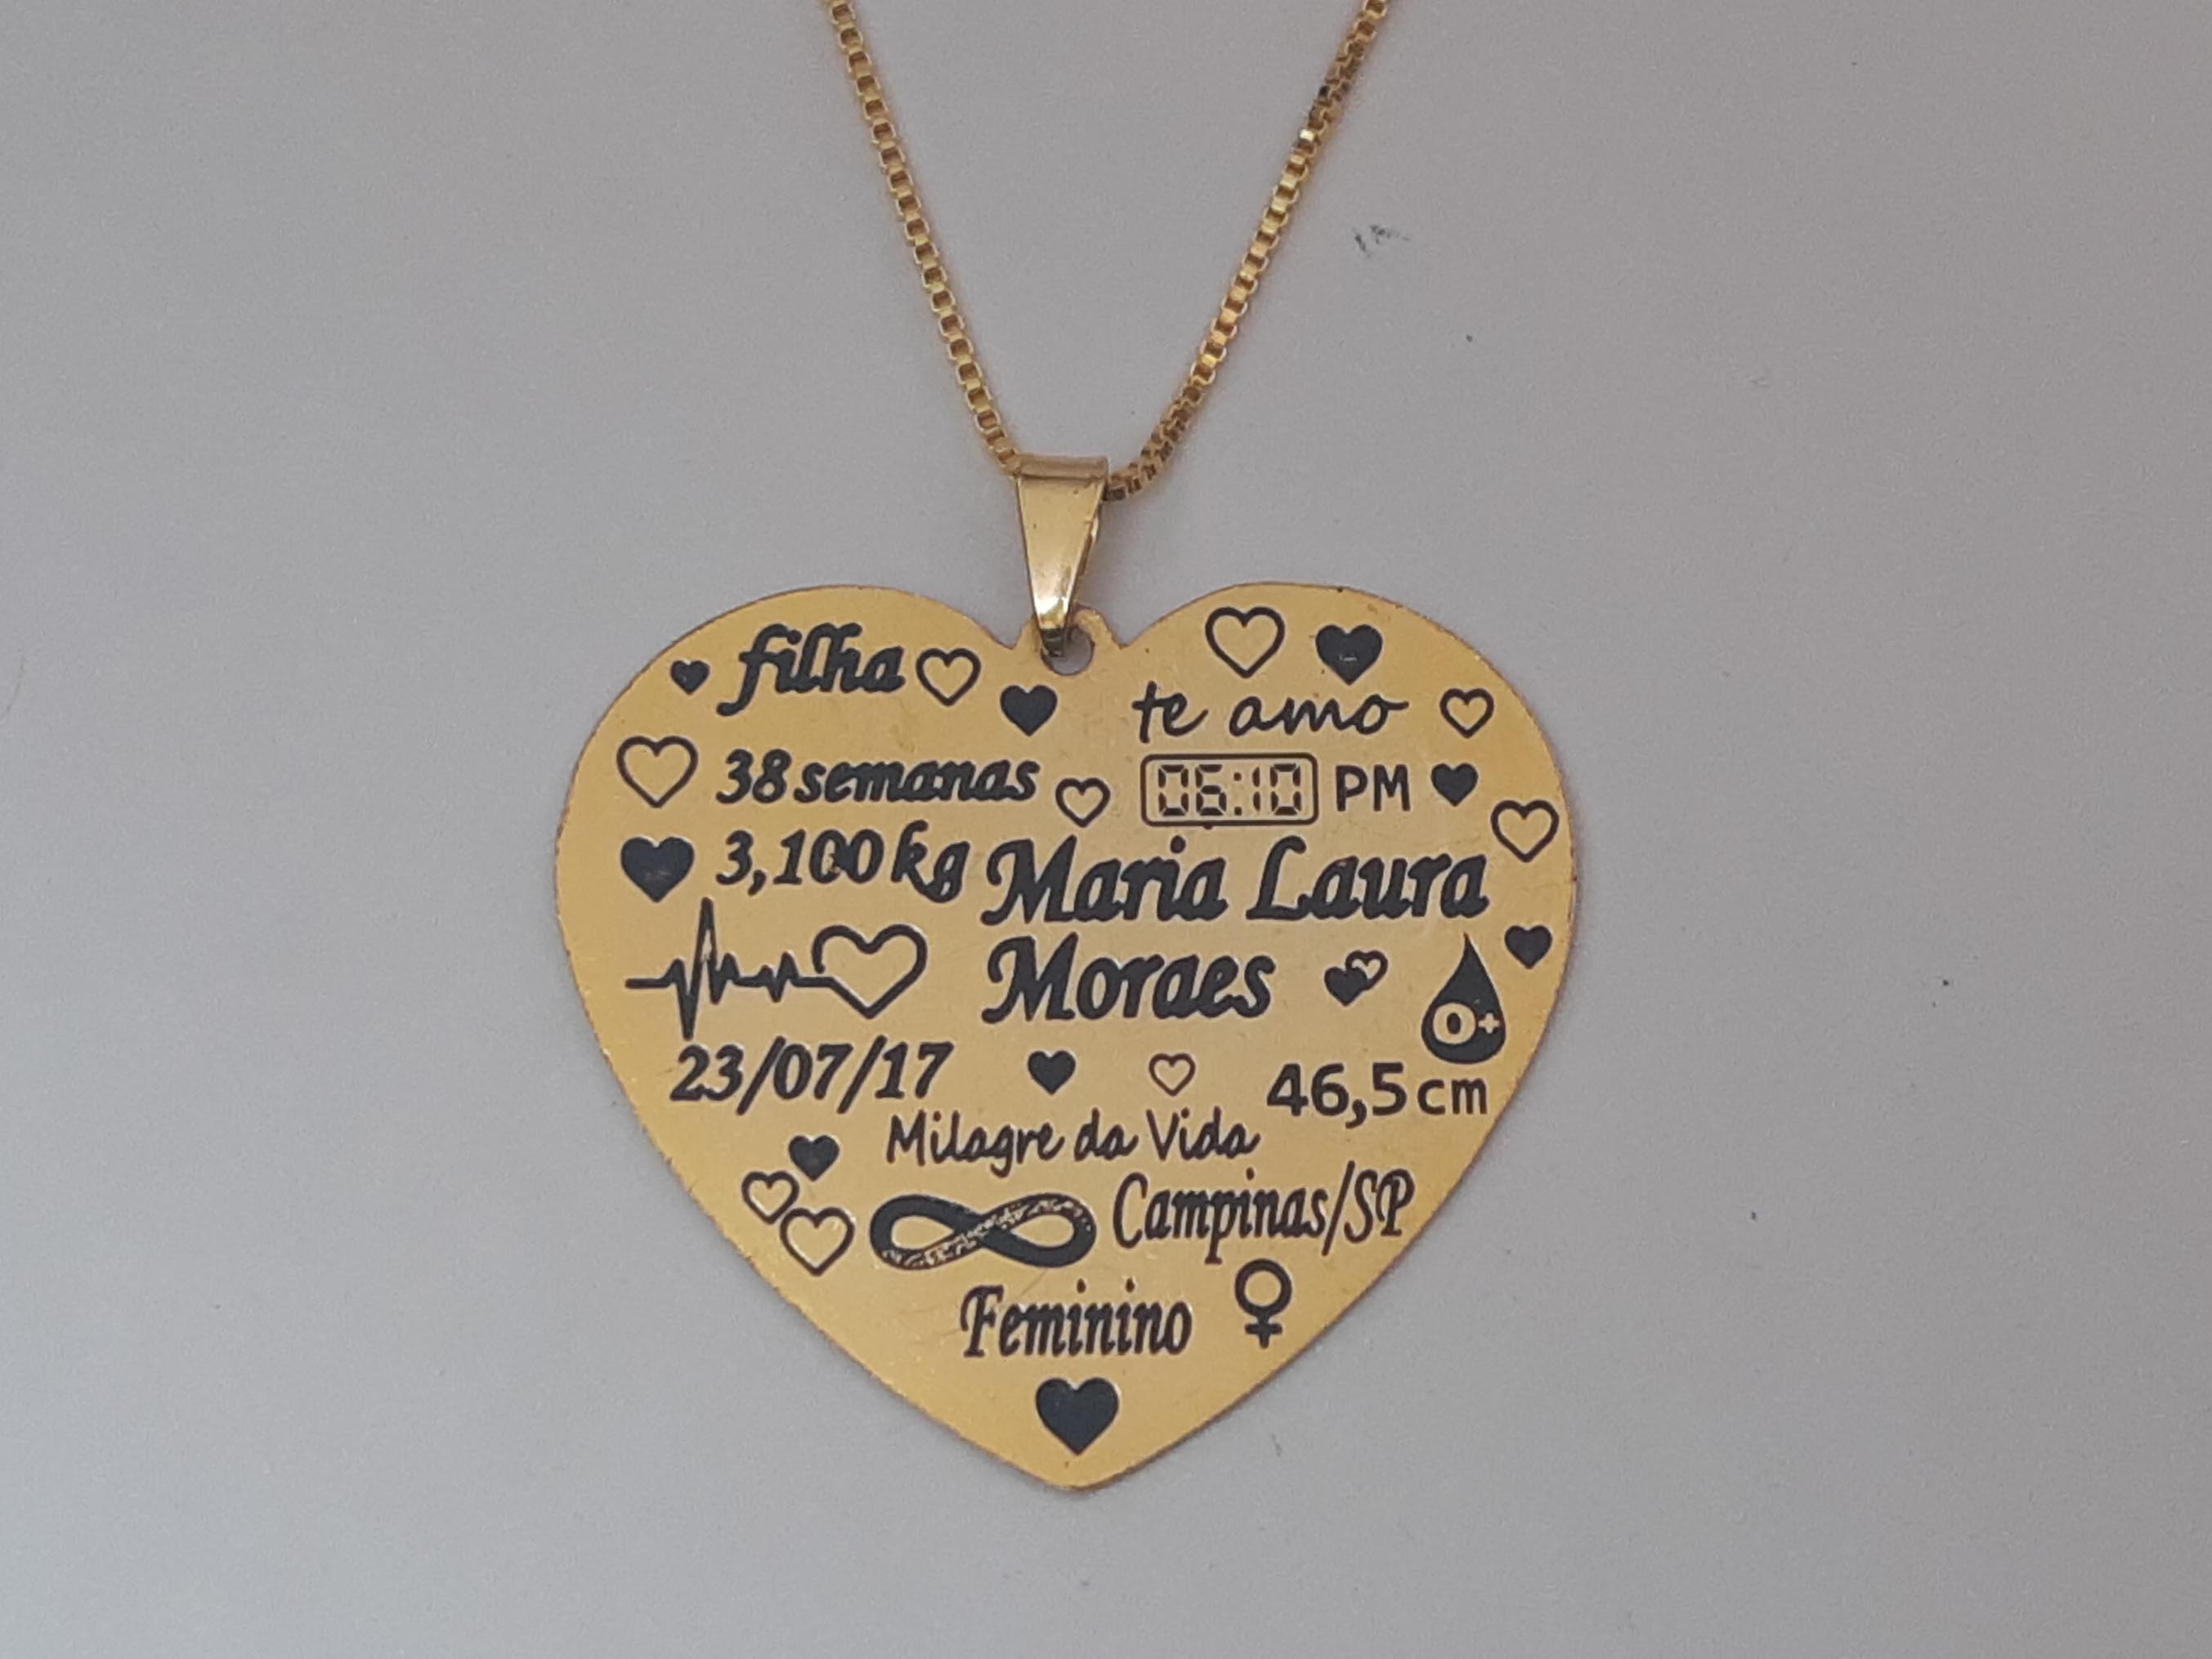 filha
te amo
38 semanas
06:10 PM
3,100 kg
Maria Laura
Moraes
O+
23/07/17
46,5 cm
Milagre da Vida
Campinas/SP
Feminino